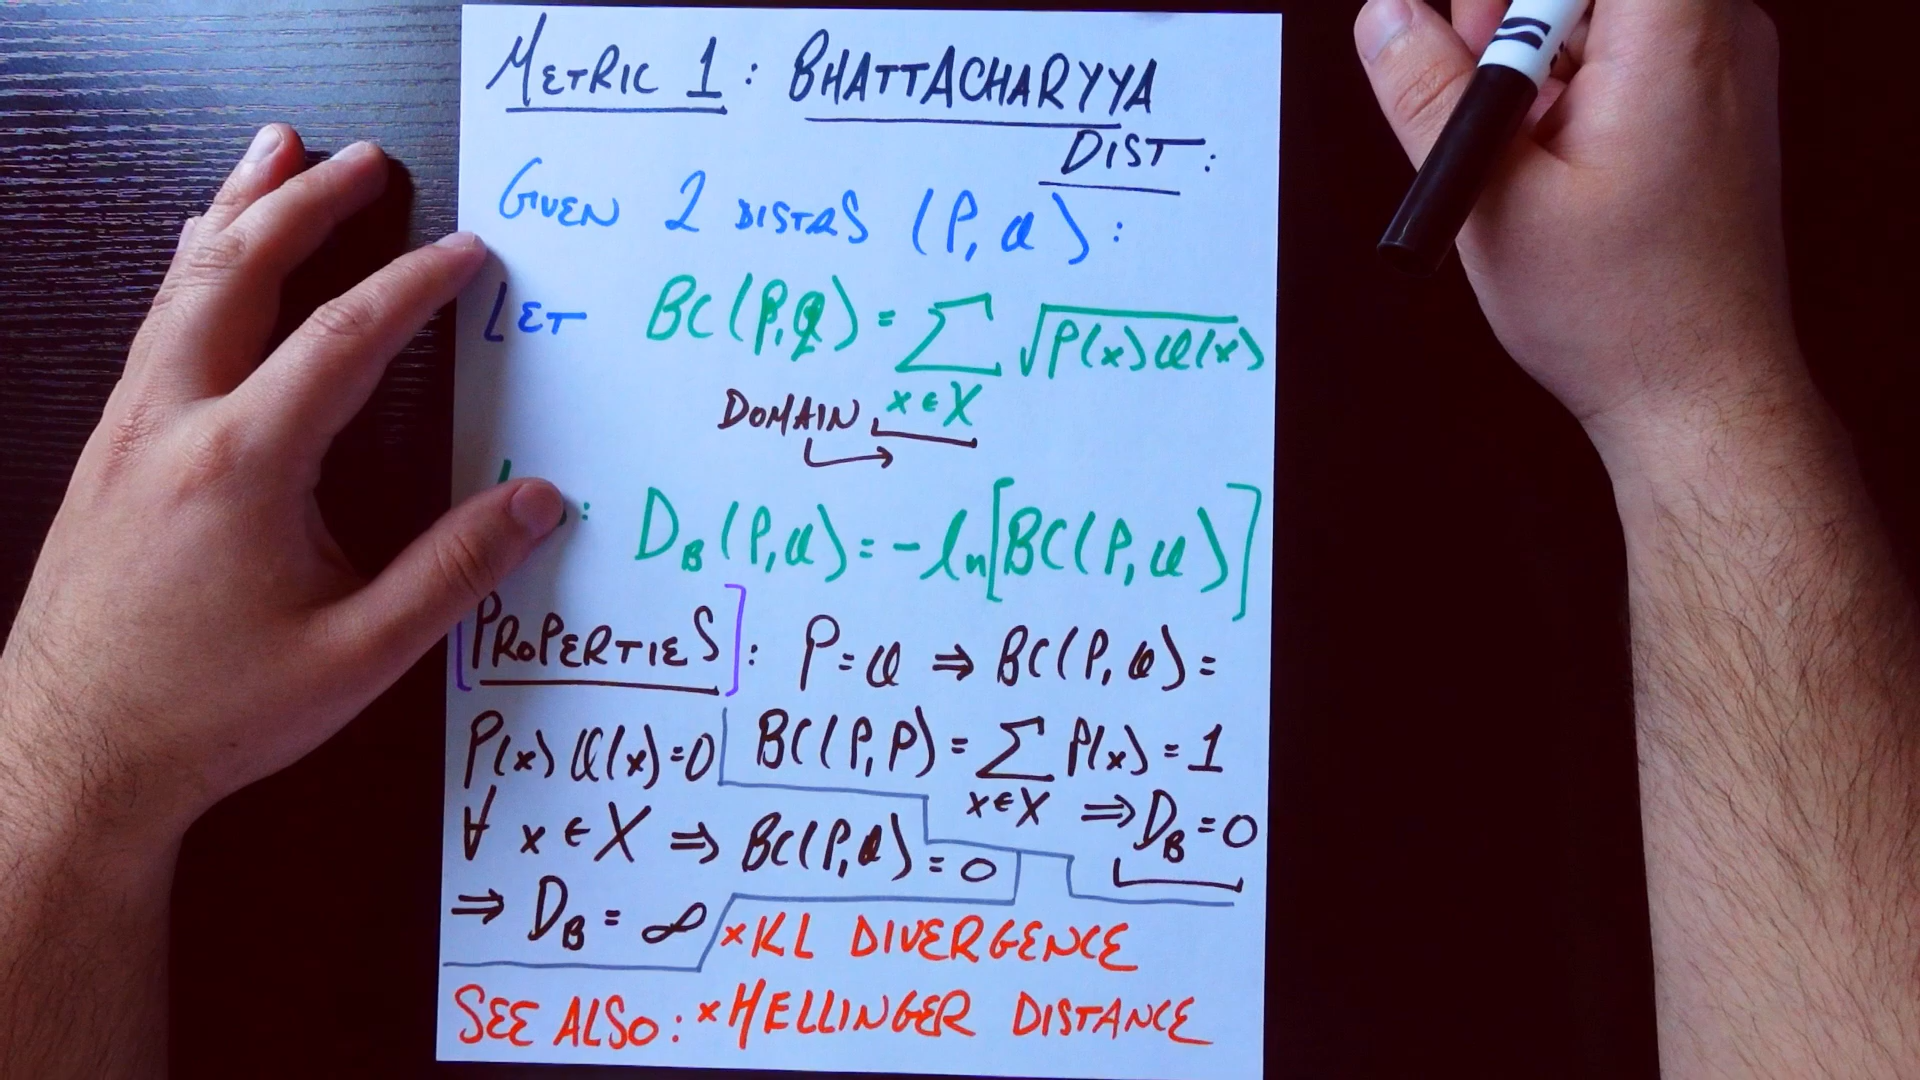 METRIC 1: BHATTACHARYYA
DIST:
GIVEN 2 DISTRS (P, Q):
LET BC(P,Q) = ∑ √P(x)Q(x)
x ∈ X
DOMAIN
: D_B(P,Q) = -ln[BC(P,Q)]
[PROPERTIES]: P=Q ⇒ BC(P,Q) =
BC(P,P) = ∑ P(x) = 1
x∈X ⇒ D_B = 0
P(x)Q(x)=0
∀ x ∈ X ⇒ BC(P,Q) = 0
⇒ D_B = ∞
×KL DIVERGENCE
SEE ALSO: ×HELLINGER DISTANCE